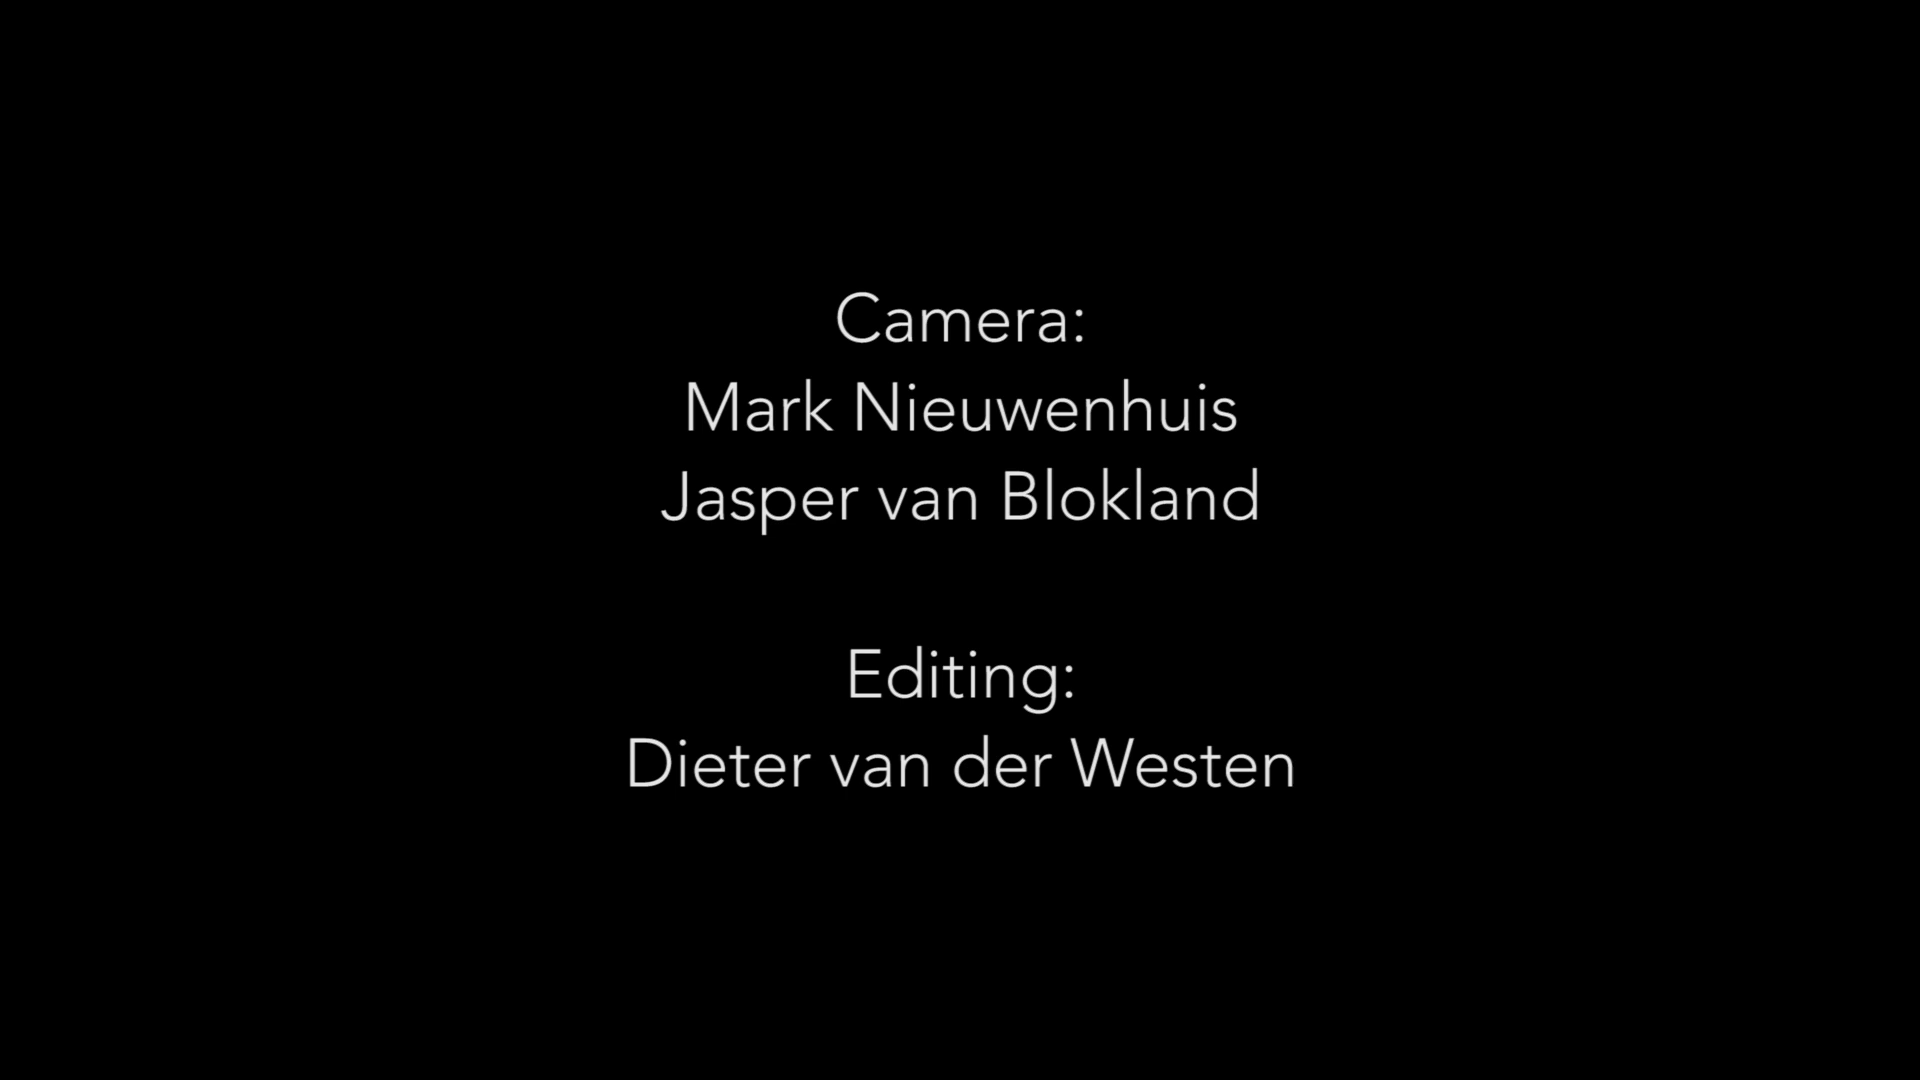 Camera:
Mark Nieuwenhuis
Jasper van Blokland
Editing:
Dieter van der Westen